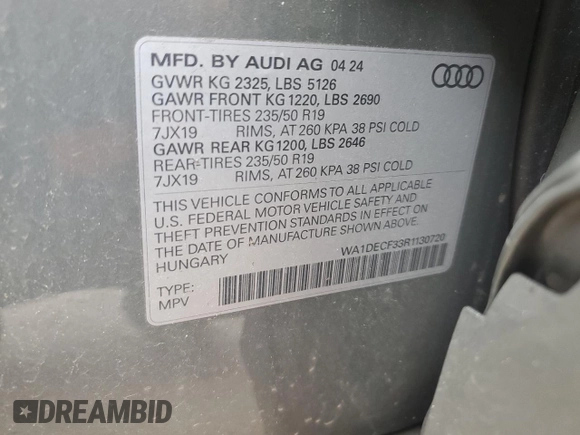 MFD. BY AUDI AG 04 24
GVWR KG 2325, LBS 5126
GAWR FRONT KG 1220, LBS 2690
FRONT-TIRES 235/50 R19
7JX19 RIMS, AT 260 KPA 38 PSI COLD
GAWR REAR KG 1200, LBS 2646
REAR-TIRES 235/50 R19
7JX19 RIMS, AT 260 KPA 38 PSI COLD
THIS VEHICLE CONFORMS TO ALL APPLICABLE
U.S. FEDERAL MOTOR VEHICLE SAFETY AND
THEFT PREVENTION STANDARDS IN EFFECT ON
THE DATE OF MANUFACTURE SHOWN ABOVE.
HUNGARY WA1DECF33R1130720
TYPE:
MPV
DREAMBID